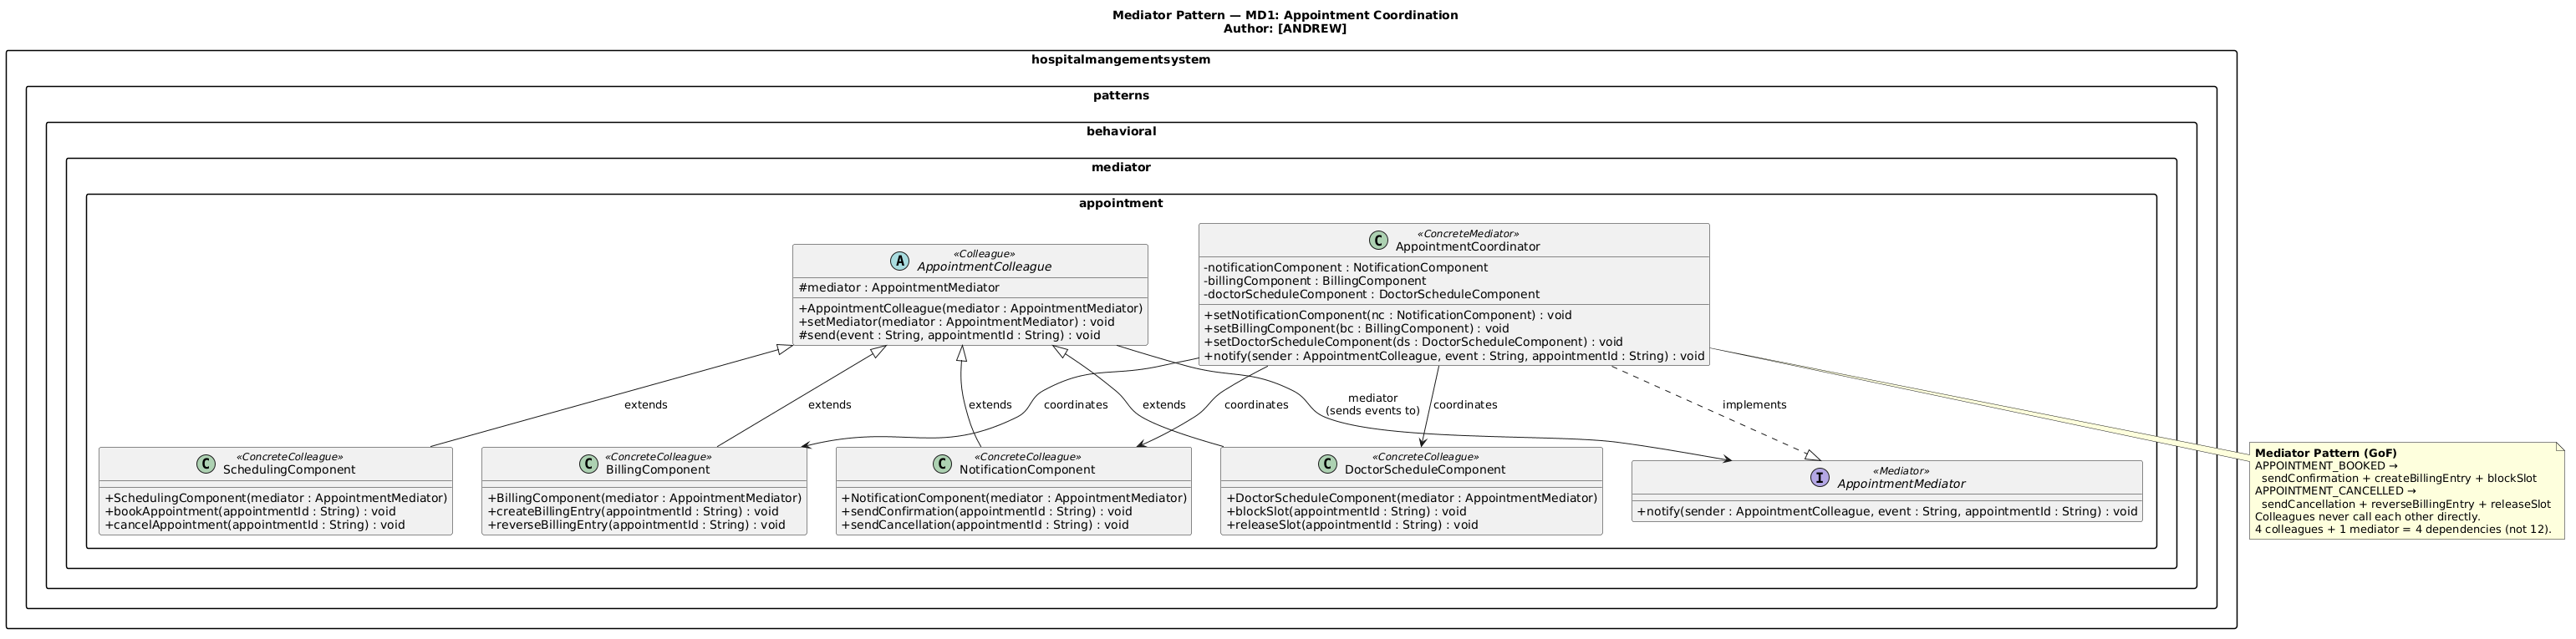 Mediator Pattern — MD1: Appointment Coordination
Author: [ANDREW]
hospitalmangementsystem
patterns
behavioral
mediator
appointment
«Colleague»
A AppointmentColleague
#mediator : AppointmentMediator
+AppointmentColleague(mediator : AppointmentMediator)
+setMediator(mediator : AppointmentMediator) : void
#send(event : String, appointmentId : String) : void
«ConcreteMediator»
C AppointmentCoordinator
-notificationComponent : NotificationComponent
-billingComponent : BillingComponent
-doctorScheduleComponent : DoctorScheduleComponent
+setNotificationComponent(nc : NotificationComponent) : void
+setBillingComponent(bc : BillingComponent) : void
+setDoctorScheduleComponent(ds : DoctorScheduleComponent) : void
+notify(sender : AppointmentColleague, event : String, appointmentId : String) : void
extends
extends
extends
coordinates
extends
coordinates
mediator
(sends events to)
coordinates
implements
«ConcreteColleague»
C SchedulingComponent
+SchedulingComponent(mediator : AppointmentMediator)
+bookAppointment(appointmentId : String) : void
+cancelAppointment(appointmentId : String) : void
«ConcreteColleague»
C BillingComponent
+BillingComponent(mediator : AppointmentMediator)
+createBillingEntry(appointmentId : String) : void
+reverseBillingEntry(appointmentId : String) : void
«ConcreteColleague»
C NotificationComponent
+NotificationComponent(mediator : AppointmentMediator)
+sendConfirmation(appointmentId : String) : void
+sendCancellation(appointmentId : String) : void
«ConcreteColleague»
C DoctorScheduleComponent
+DoctorScheduleComponent(mediator : AppointmentMediator)
+blockSlot(appointmentId : String) : void
+releaseSlot(appointmentId : String) : void
«Mediator»
I AppointmentMediator
+notify(sender : AppointmentColleague, event : String, appointmentId : String) : void
Mediator Pattern (GoF)
APPOINTMENT_BOOKED →
sendConfirmation + createBillingEntry + blockSlot
APPOINTMENT_CANCELLED →
sendCancellation + reverseBillingEntry + releaseSlot
Colleagues never call each other directly.
4 colleagues + 1 mediator = 4 dependencies (not 12).